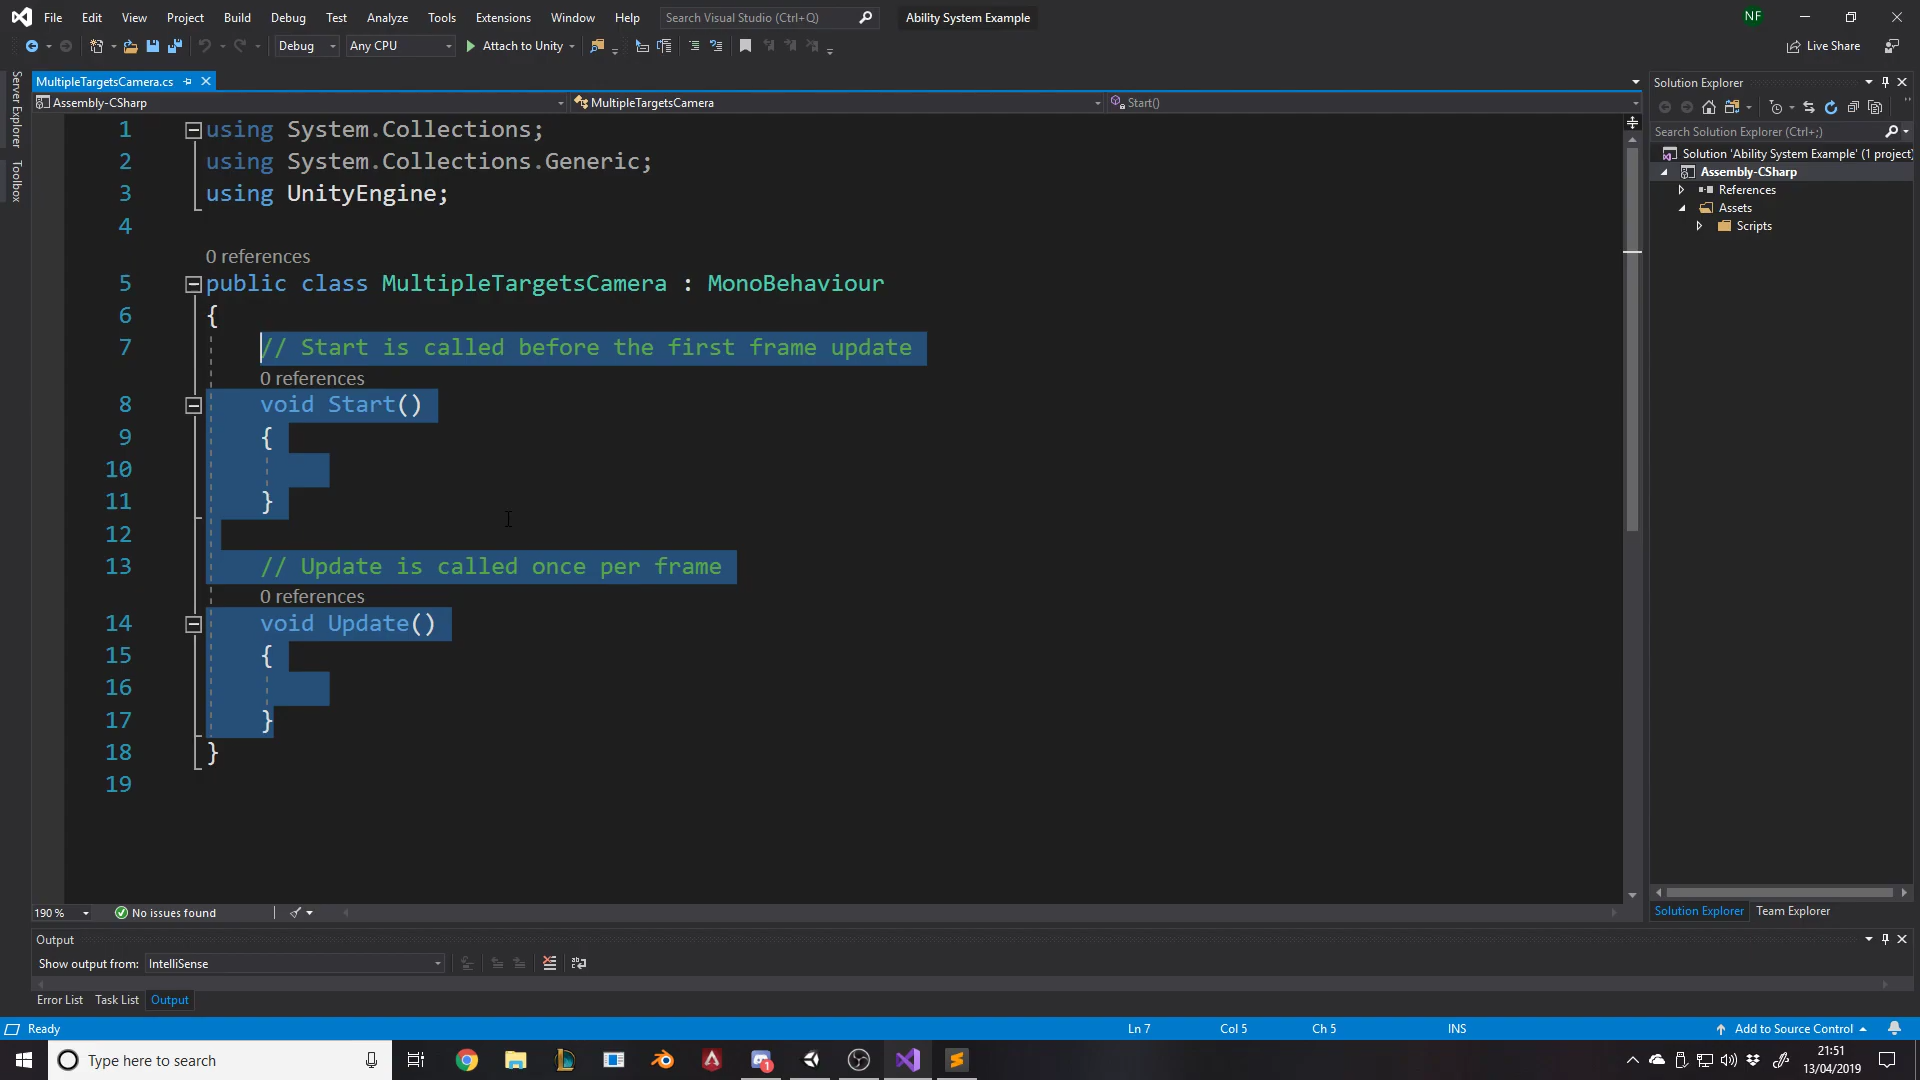 File Edit View Project Build Debug Test Analyze Tools Extensions Window Help Search Visual Studio (Ctrl+Q) Ability System Example NF
Debug Any CPU Attach to Unity Live Share
Server Explorer
Toolbox
MultipleTargetsCamera.cs
Assembly-CSharp MultipleTargetsCamera Start()
1 using System.Collections;
2 using System.Collections.Generic;
3 using UnityEngine;
4
0 references
5 public class MultipleTargetsCamera : MonoBehaviour
6 {
7 // Start is called before the first frame update
0 references
8 void Start()
9 {
10
11 }
12
13 // Update is called once per frame
0 references
14 void Update()
15 {
16
17 }
18 }
19
190 % No issues found
Solution Explorer
Search Solution Explorer (Ctrl+;)
Solution 'Ability System Example' (1 project)
Assembly-CSharp
References
Assets
Scripts
Solution Explorer Team Explorer
Output
Show output from: IntelliSense
Error List Task List Output
Ready Ln 7 Col 5 Ch 5 INS Add to Source Control
Type here to search 1 21:51
13/04/2019